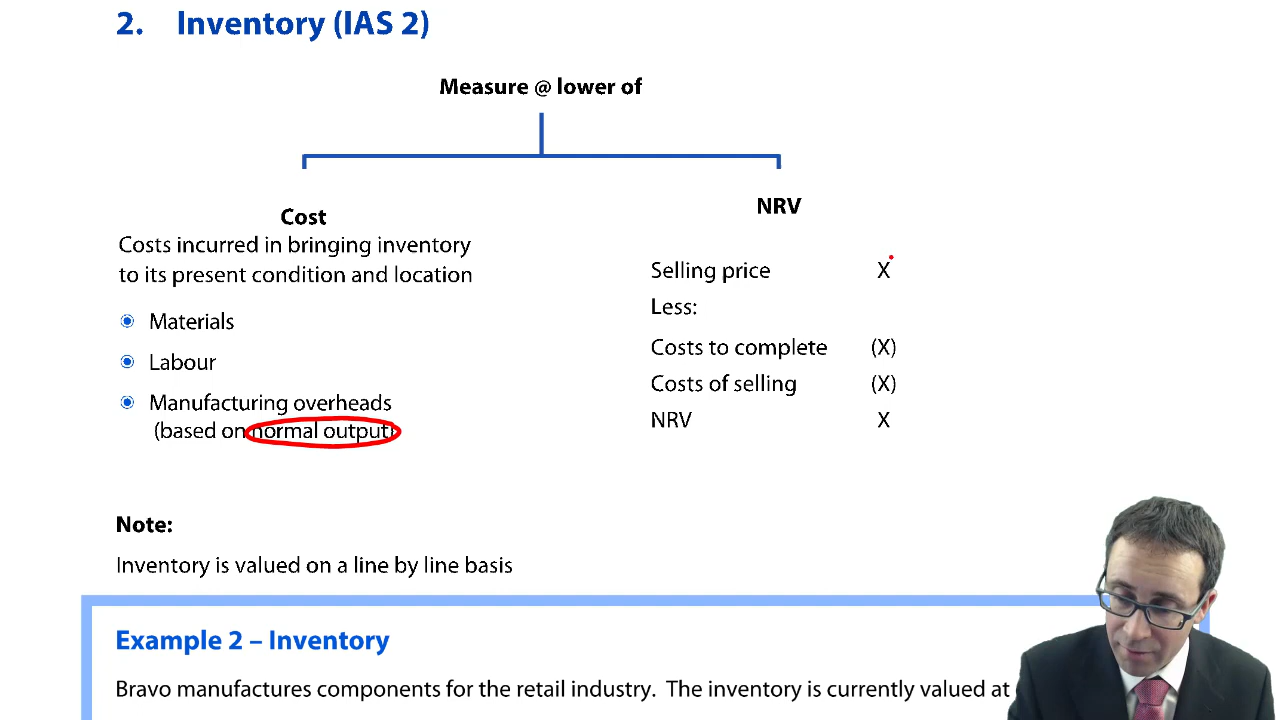 2. Inventory (IAS 2)
Measure @ lower of
Cost
Costs incurred in bringing inventory
to its present condition and location
Materials
Labour
Manufacturing overheads
(based on normal output)
NRV
Selling price X
Less:
Costs to complete (X)
Costs of selling (X)
NRV X
Note:
Inventory is valued on a line by line basis
Example 2 – Inventory
Bravo manufactures components for the retail industry. The inventory is currently valued at